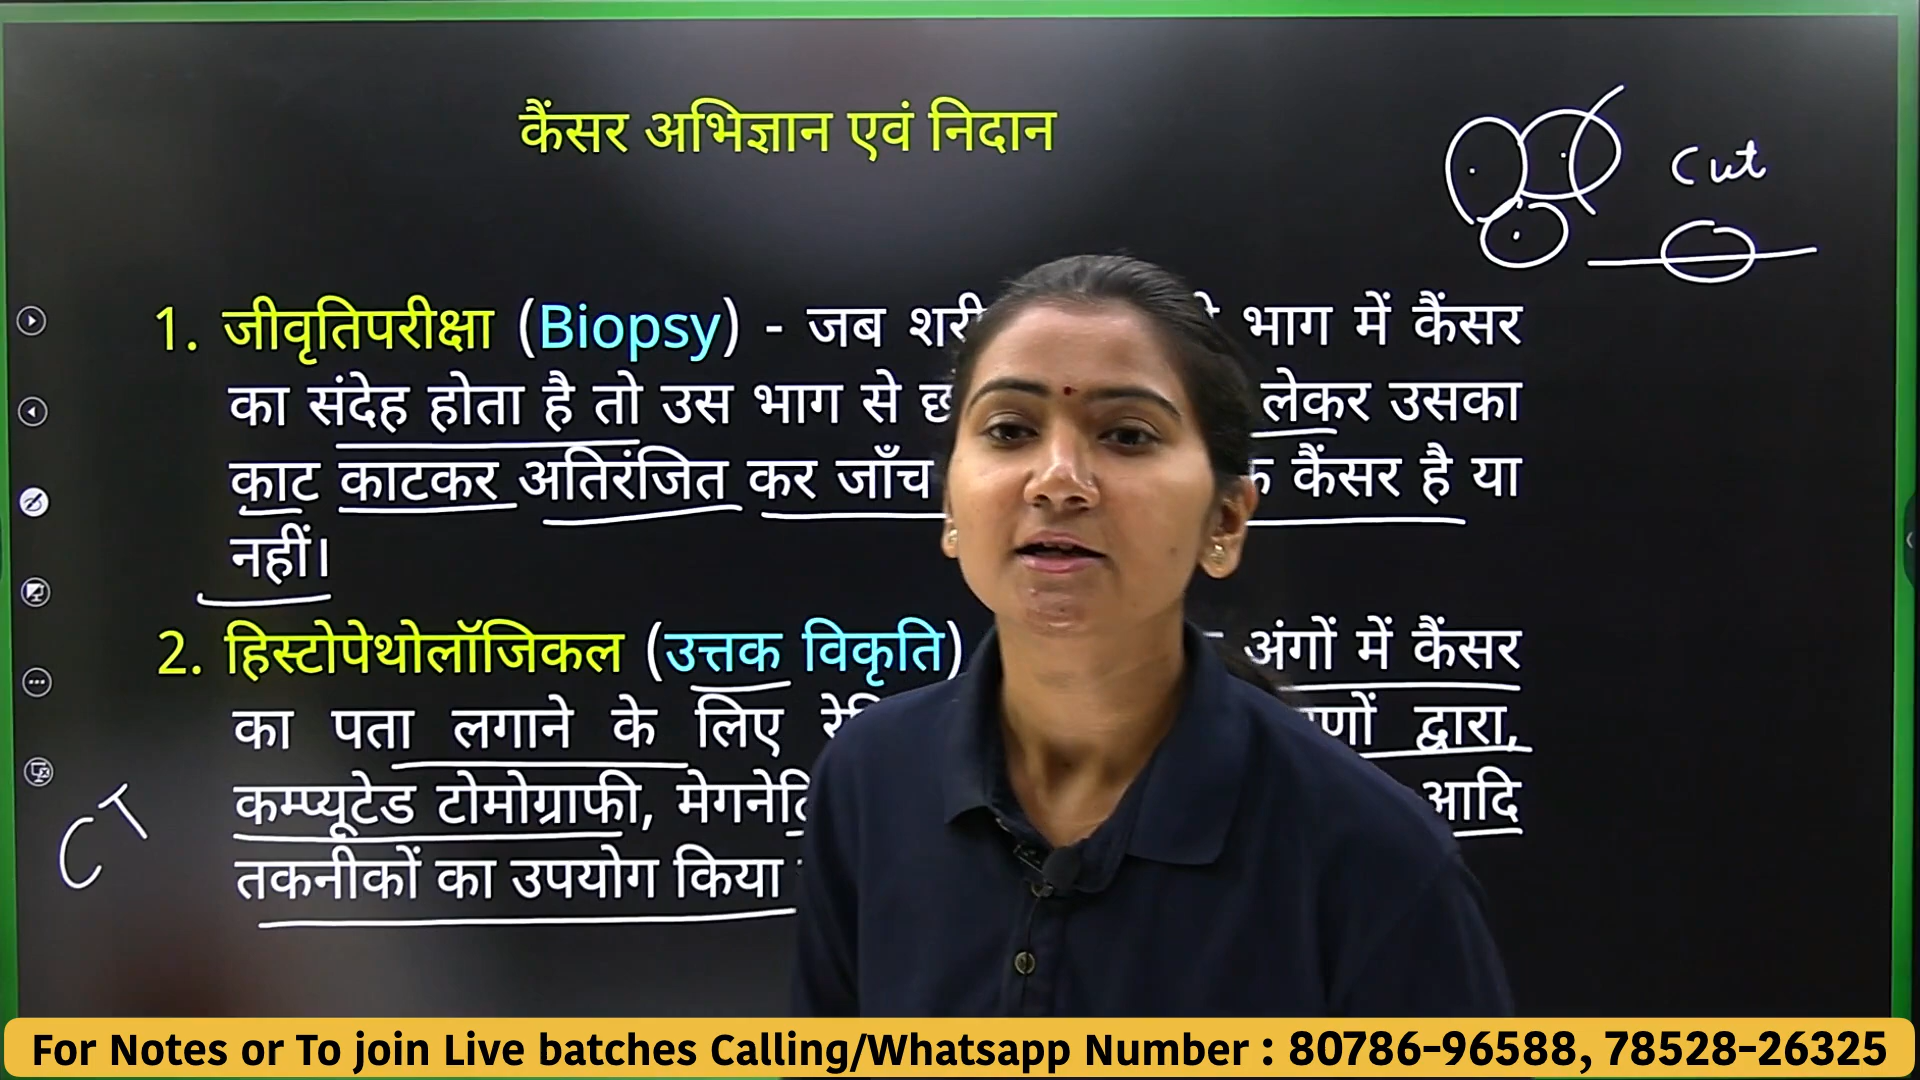 कैंसर अभिज्ञान एवं निदान
Cut
1. जीवृतिपरीक्षा (Biopsy) - जब भाग में कैंसर
का संदेह होता है तो उस भाग से लेकर उसका
काट काटकर अतिरंजित कर जाँच कैंसर है या
नहीं।
2. हिस्टोपेथोलॉजिकल (उत्तक विकृति) अंगों में कैंसर
का पता लगाने के लिए द्वारा,
कम्प्यूटेड टोमोग्राफी, आदि
तकनीकों का उपयोग किया
CT
For Notes or To join Live batches Calling/Whatsapp Number : 80786-96588, 78528-26325